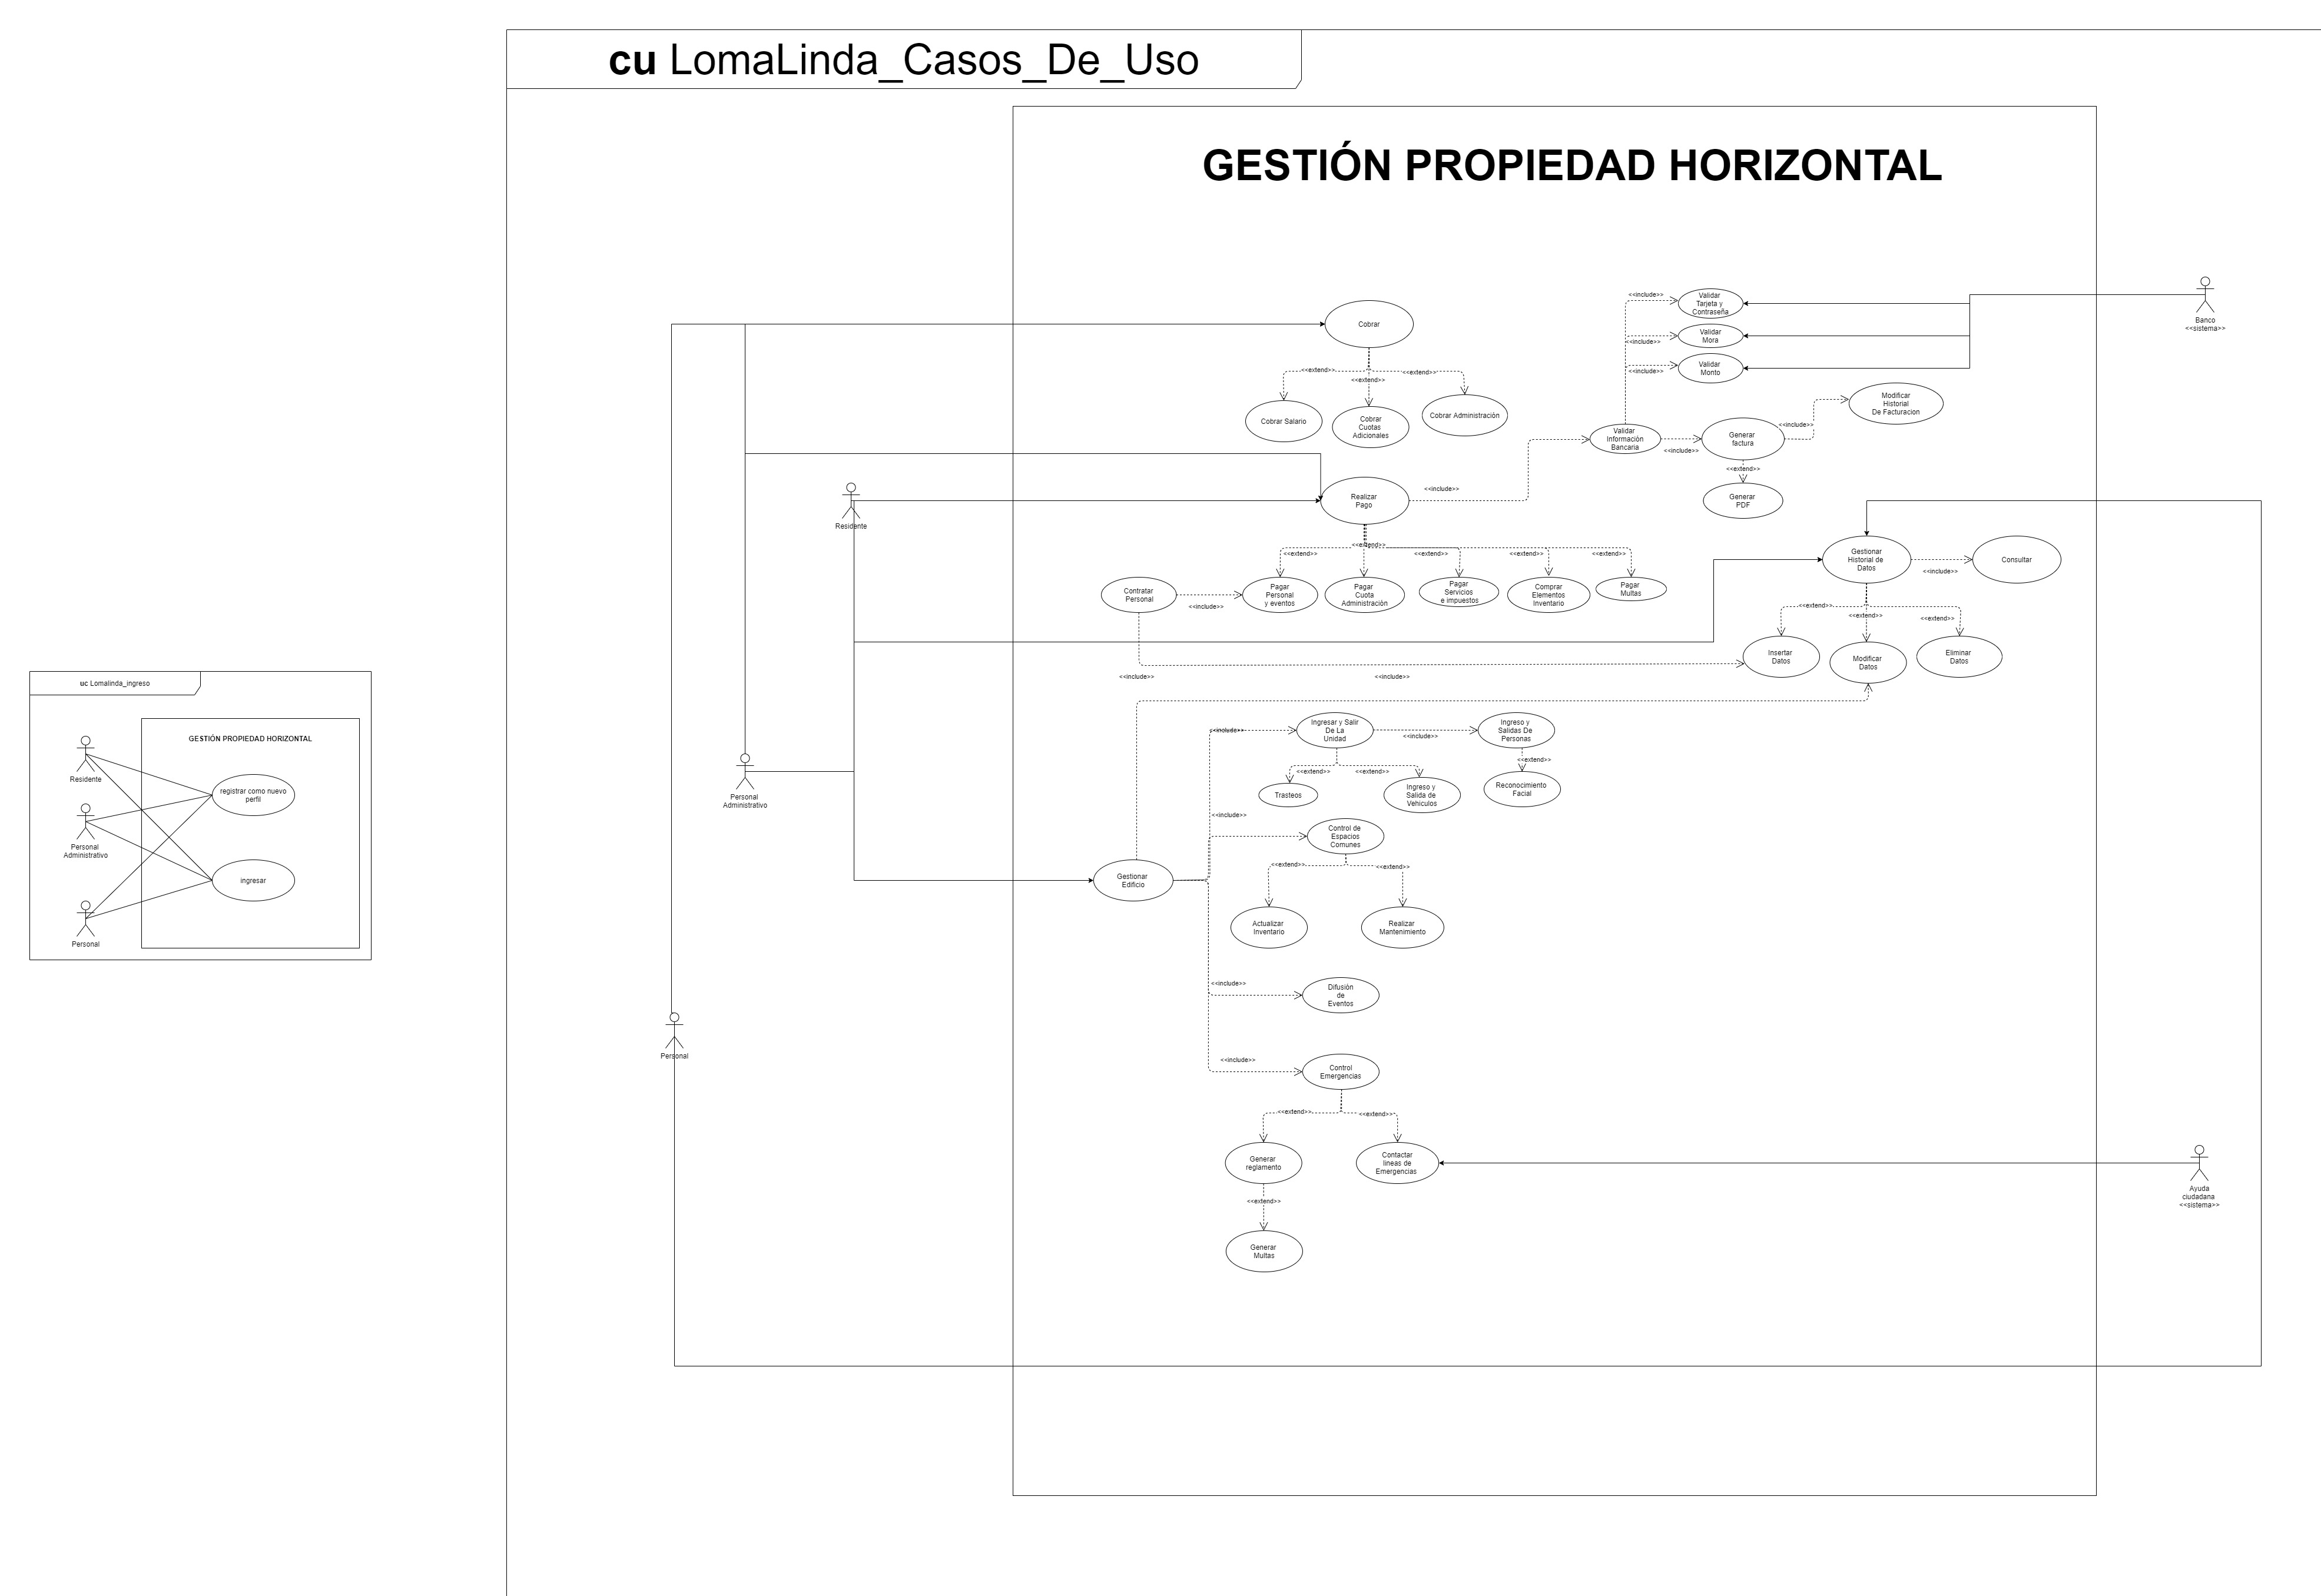 cu LomaLinda_Casos_De_Uso
GESTIÓN PROPIEDAD HORIZONTAL
Banco
<<sistema>>
Cobrar
<<extend>>
<<extend>>
<<extend>>
Cobrar Salario
Cobrar
Cuotas
Adicionales
Cobrar Administración
<<include>>
Validar
Tarjeta y
Contraseña
<<include>>
Validar
Mora
<<include>>
Validar
Monto
Modificar
Historial
De Facturacion
Validar
Información
Bancaria
<<include>>
Generar
factura
<<include>>
<<extend>>
Generar
PDF
Residente
Realizar
Pago
<<include>>
<<extend>>
<<extend>>
<<extend>>
<<extend>>
<<extend>>
Contratar
Personal
<<include>>
Pagar
Personal
y eventos
Pagar
Cuota
Administración
Pagar
Servicios
e impuestos
Comprar
Elementos
Inventario
Pagar
Multas
Gestionar
Historial de
Datos
<<include>>
Consultar
<<extend>>
<<extend>>
<<extend>>
Insertar
Datos
Modificar
Datos
Eliminar
Datos
<<include>>
<<include>>
uc Lomalinda_ingreso
GESTIÓN PROPIEDAD HORIZONTAL
Residente
registrar como nuevo
perfil
Personal
Administrativo
ingresar
Personal
Personal
Administrativo
<<include>>
Ingresar y Salir
De La
Unidad
<<include>>
Ingreso y
Salidas De
Personas
<<extend>>
<<extend>>
<<extend>>
Trasteos
Ingreso y
Salida de
Vehiculos
Reconocimiento
Facial
<<include>>
Control de
Espacios
Comunes
<<extend>>
<<extend>>
Gestionar
Edificio
Actualizar
Inventario
Realizar
Mantenimiento
<<include>>
Difusión
de
Eventos
Personal
<<include>>
Control
Emergencias
<<extend>>
<<extend>>
Generar
reglamento
Contactar
lineas de
Emergencias
Ayuda
ciudadana
<<sistema>>
<<extend>>
Generar
Multas